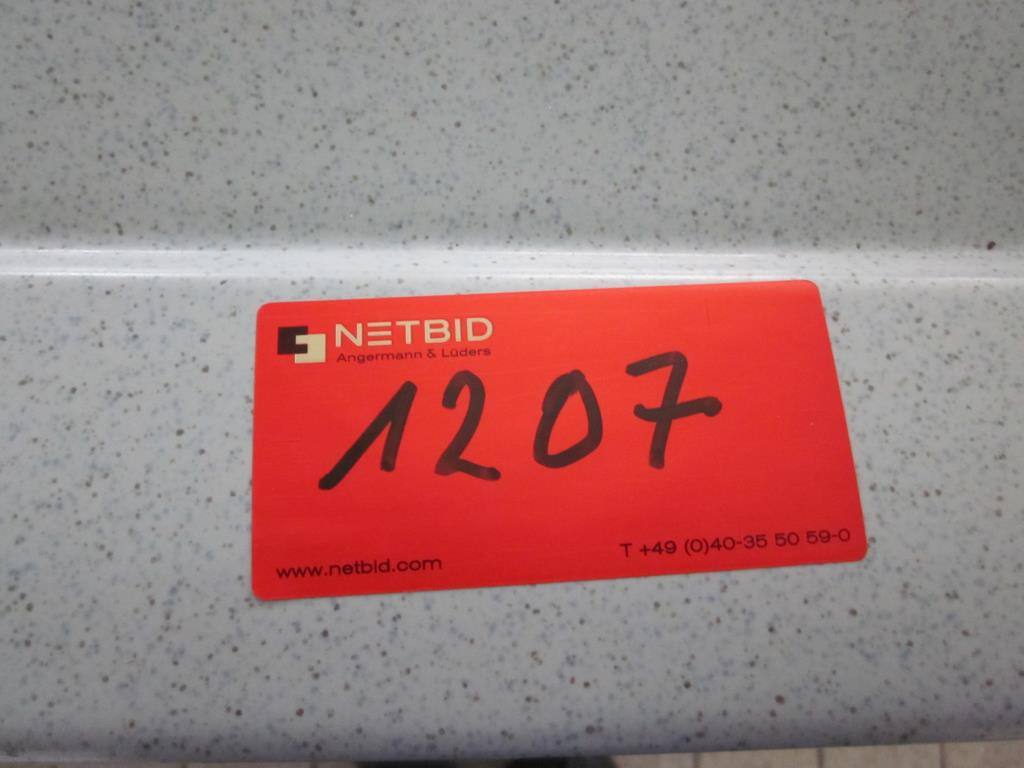 NETBID
Angermann & Lüders
1207
www.netbid.com
T +49 (0)40-35 50 59-0